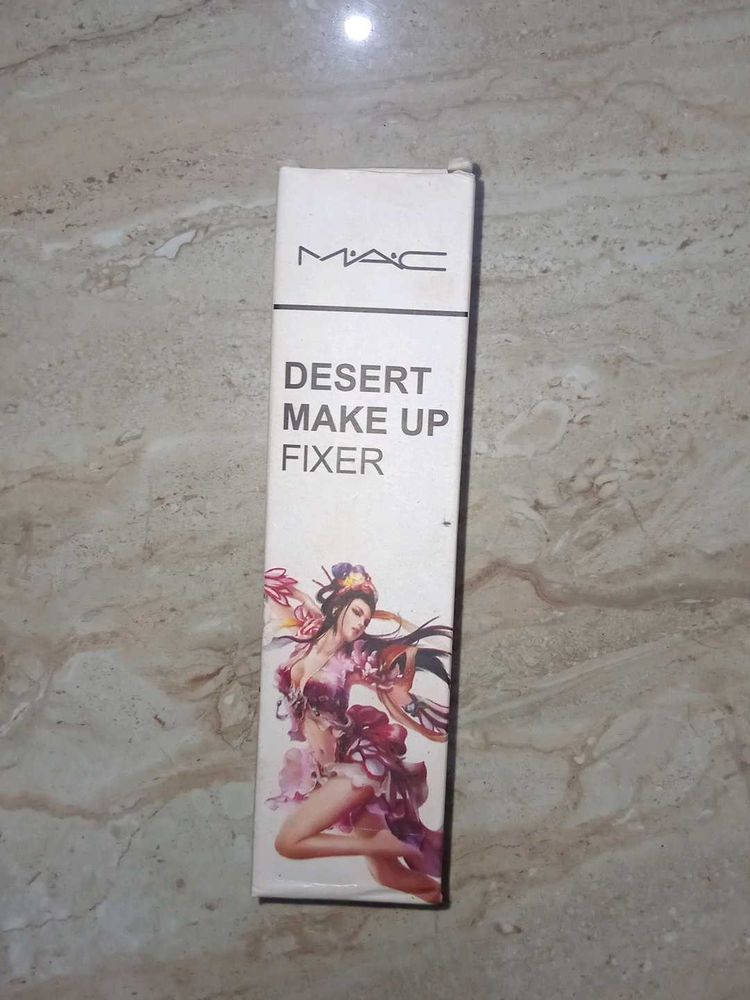 M·A·C
DESERT
MAKE UP
FIXER